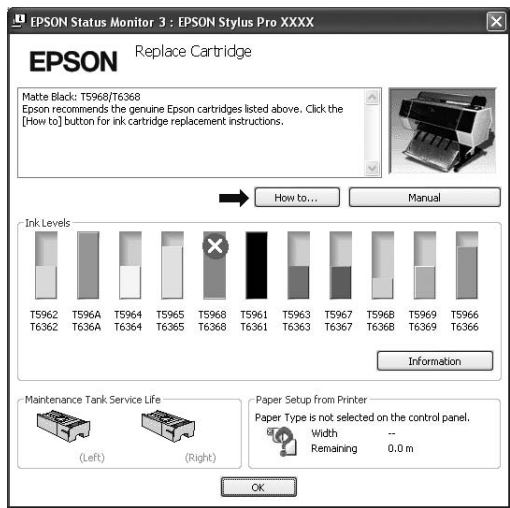 EPSON Status Monitor 3 : EPSON Stylus Pro XXXX
EPSON
Replace Cartridge
Matte Black: T5968/T6368
Epson recommends the genuine Epson cartridges listed above. Click the
[How to] button for ink cartridge replacement instructions.
How to...
Manual
Ink Levels
T5962 T596A T5964 T5965 T5968 T5961 T5963 T5967 T596B T5969 T5966
T6362 T636A T6364 T6365 T6368 T6361 T6363 T6367 T636B T6369 T6366
Information
Maintenance Tank Service Life
(Left) (Right)
Paper Setup from Printer
Paper Type is not selected on the control panel.
Width --
Remaining 0.0 m
OK